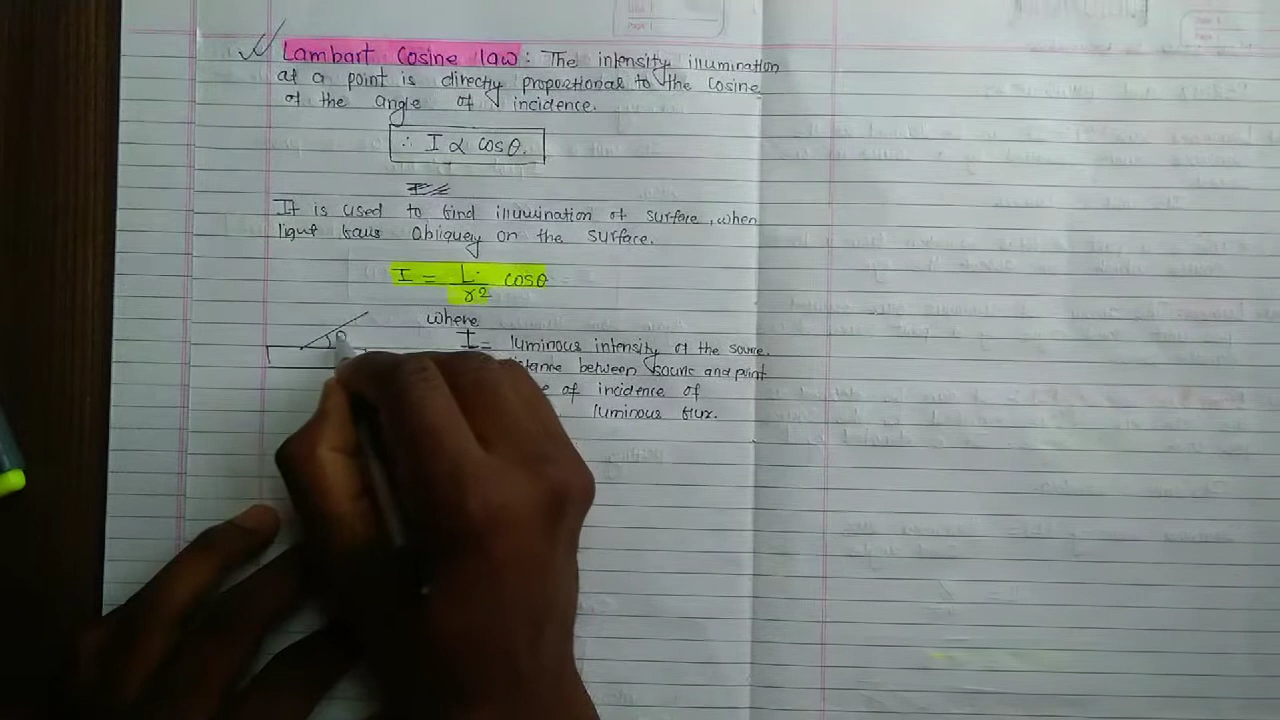 Lambart Cosine law: The intensity illumination
at a point is directly proportional to the cosine
of the angle of incidence.
∴ I ∝ cosθ.
It is used to find illumination of surface, when
light falls obliquey on the surface.
I = L / r² cosθ
where
I = luminous intensity of the source.
distance between source and point
of incidence of
luminous flux.
θ